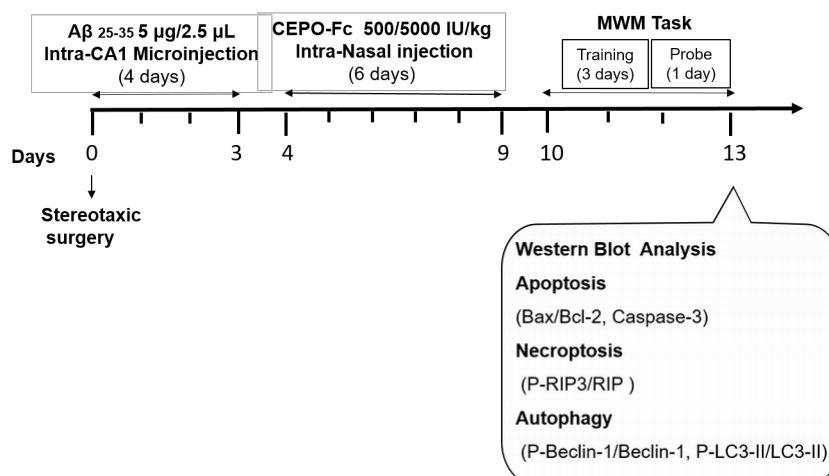 Aβ 25-35 5 µg/2.5 µL
Intra-CA1 Microinjection
(4 days)
CEPO-Fc 500/5000 IU/kg
Intra-Nasal injection
(6 days)
MWM Task
Training
(3 days)
Probe
(1 day)
Days 0 3 4 9 10 13
Stereotaxic
surgery
Western Blot Analysis
Apoptosis
(Bax/Bcl-2, Caspase-3)
Necroptosis
(P-RIP3/RIP )
Autophagy
(P-Beclin-1/Beclin-1, P-LC3-II/LC3-II)